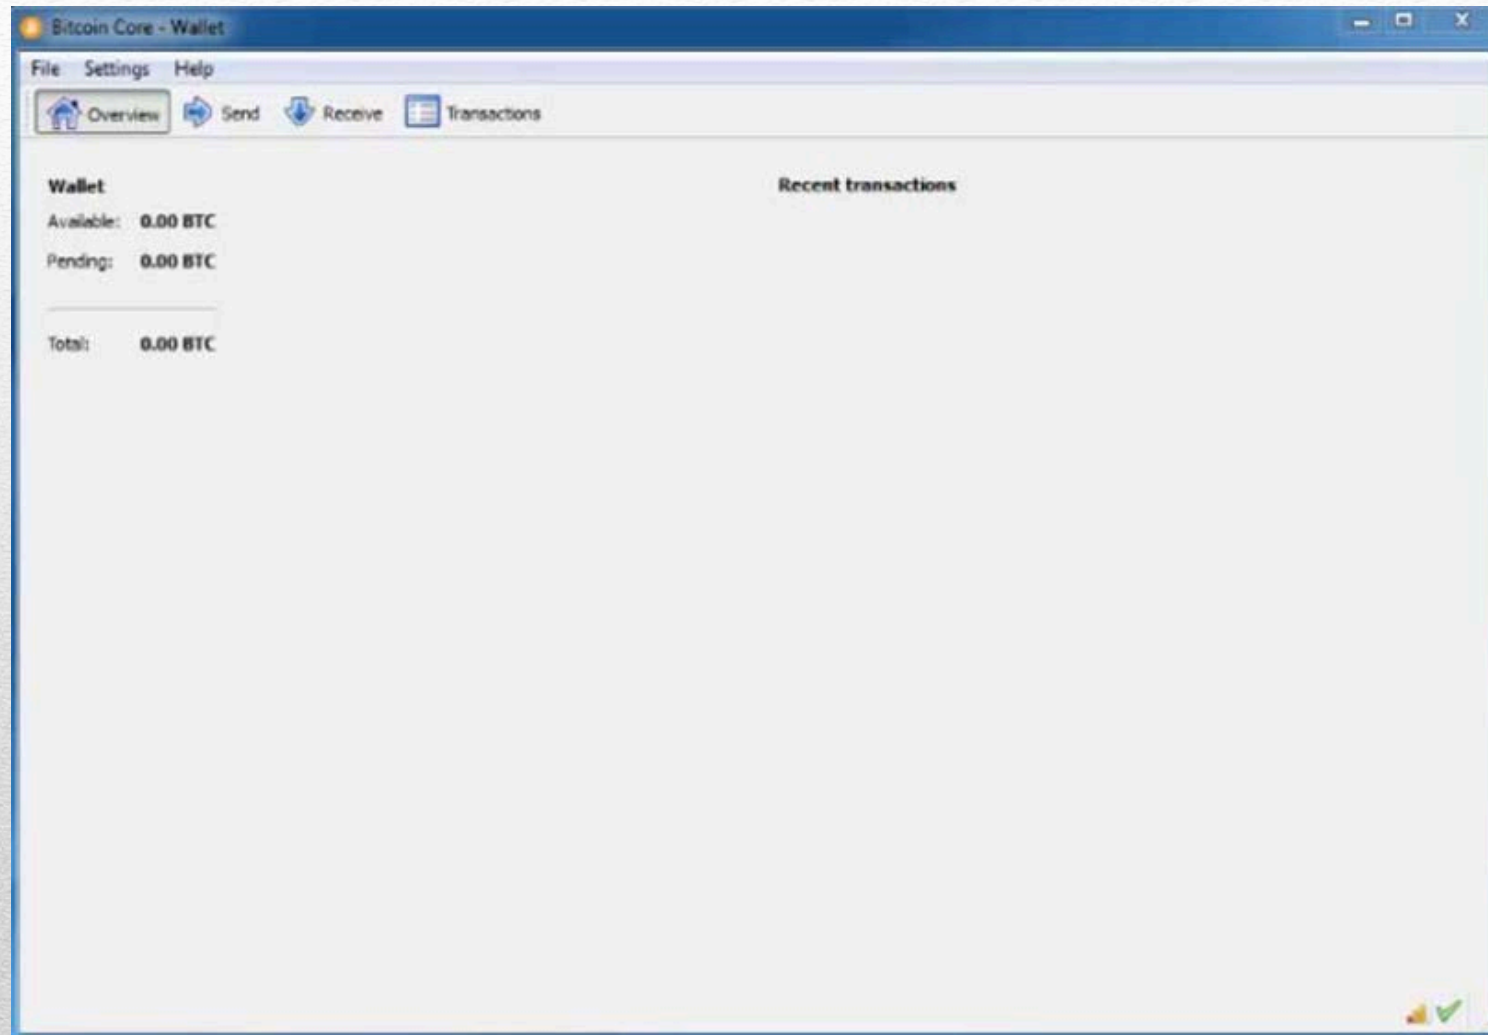 Bitcoin Core - Wallet
File Settings Help
Overview Send Receive Transactions
Wallet
Available: 0.00 BTC
Pending: 0.00 BTC
Total: 0.00 BTC
Recent transactions